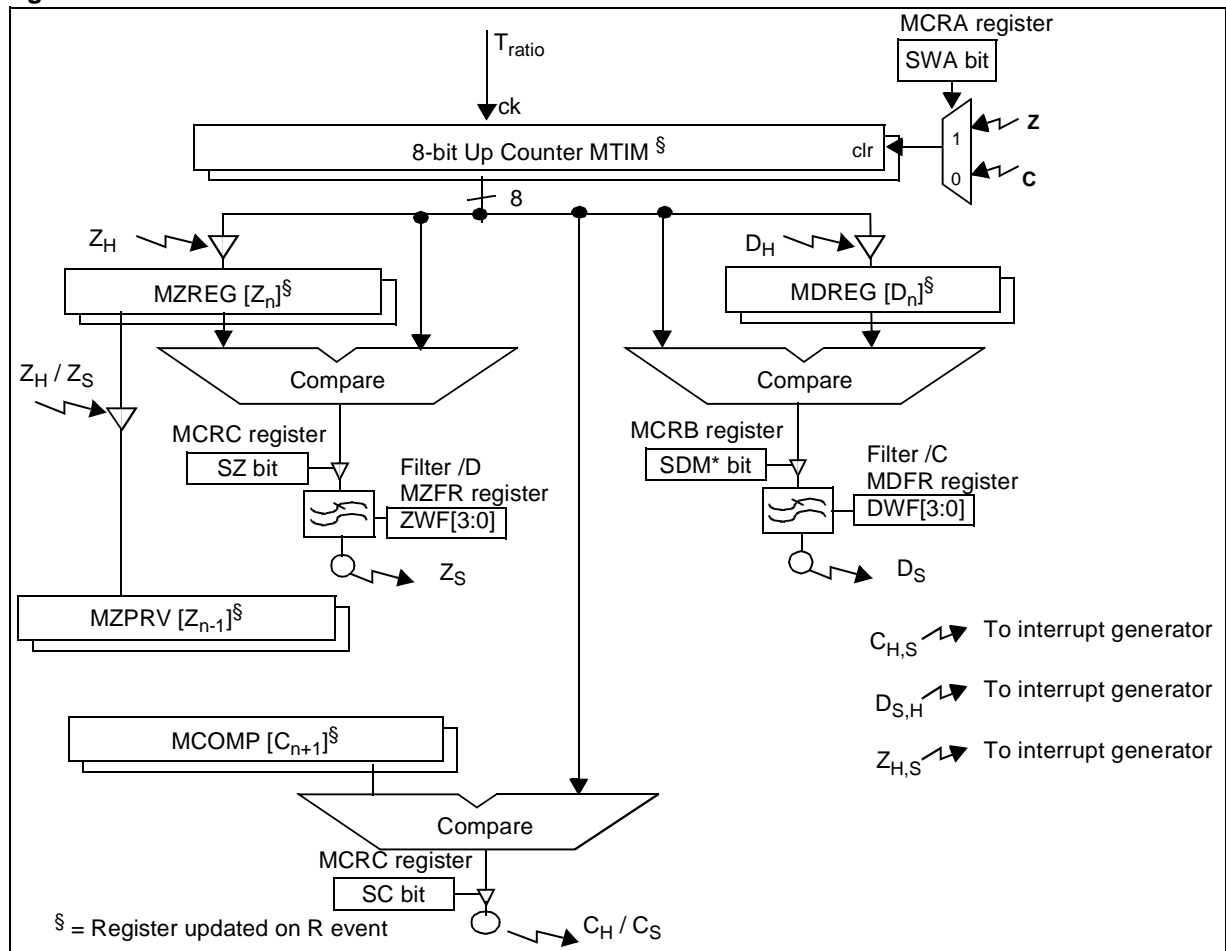 MCRA register
SWA bit
T_ratio
ck
Z
1
8-bit Up Counter MTIM §
clr
0
C
8
Z_H
D_H
MZREG [Z_n]§
MDREG [D_n]§
Compare
Compare
Z_H / Z_S
MCRC register
SZ bit
Filter /D
MZFR register
ZWF[3:0]
Z_S
MCRB register
SDM* bit
Filter /C
MDFR register
DWF[3:0]
D_S
MZPRV [Z_n-1]§
C_H,S To interrupt generator
D_S,H To interrupt generator
Z_H,S To interrupt generator
MCOMP [C_n+1]§
Compare
MCRC register
SC bit
C_H / C_S
§ = Register updated on R event